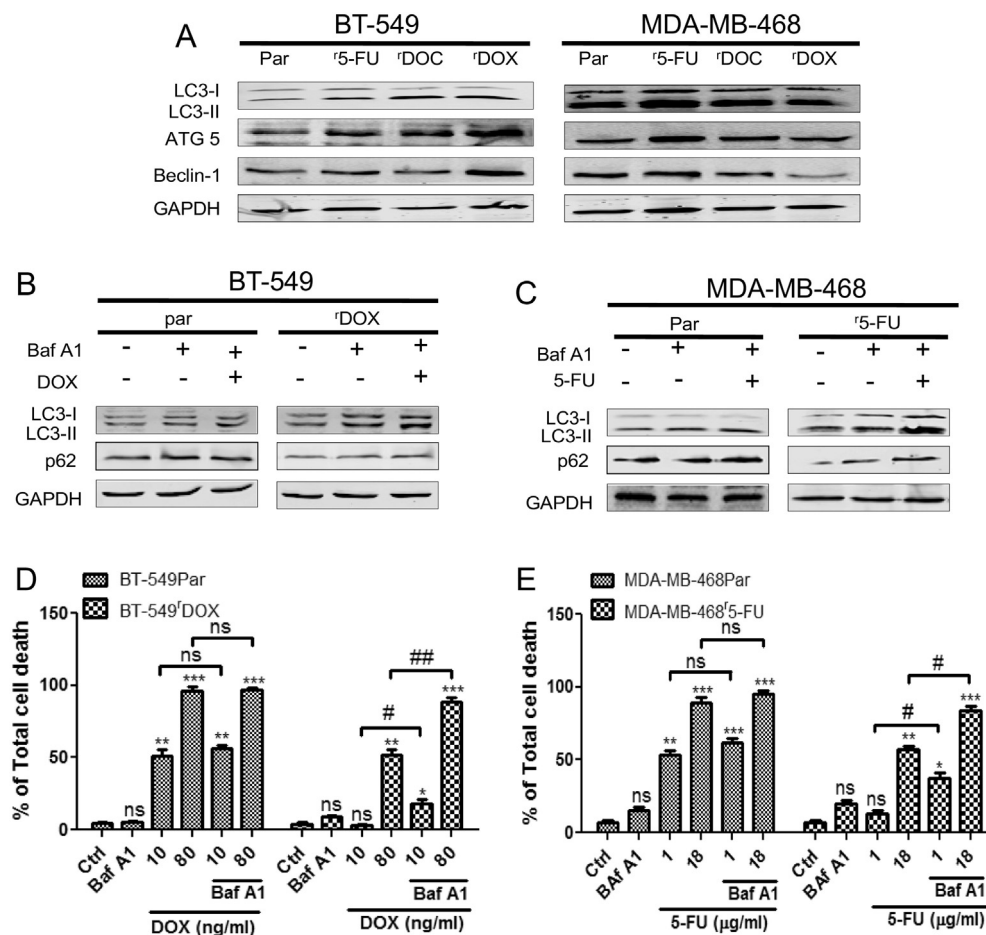 A
BT-549
MDA-MB-468
Par ʳ5-FU ʳDOC ʳDOX
Par ʳ5-FU ʳDOC ʳDOX
LC3-I
LC3-II
ATG 5
Beclin-1
GAPDH
B
BT-549
par ʳDOX
Baf A1 - + + - + +
DOX - - + - - +
LC3-I
LC3-II
p62
GAPDH
C
MDA-MB-468
Par ʳ5-FU
Baf A1 - + + - + +
5-FU - - + - - +
LC3-I
LC3-II
p62
GAPDH
D
BT-549Par
BT-549ʳDOX
% of Total cell death
150
100
50
0
ns
ns
##
#
ns ** *** ** ***
ns ns ** * ***
Ctrl Baf A1 10 80 10 80
Ctrl Baf A1 10 80 10 80
Baf A1
Baf A1
DOX (ng/ml)
DOX (ng/ml)
E
MDA-MB-468Par
MDA-MB-468ʳ5-FU
% of Total cell death
150
100
50
0
ns
ns
#
#
ns ** *** *** ***
ns ns ** * ***
Ctrl BAf A1 1 18 1 18
Ctrl BAf A1 1 18 1 18
Baf A1
Baf A1
5-FU (µg/ml)
5-FU (µg/ml)